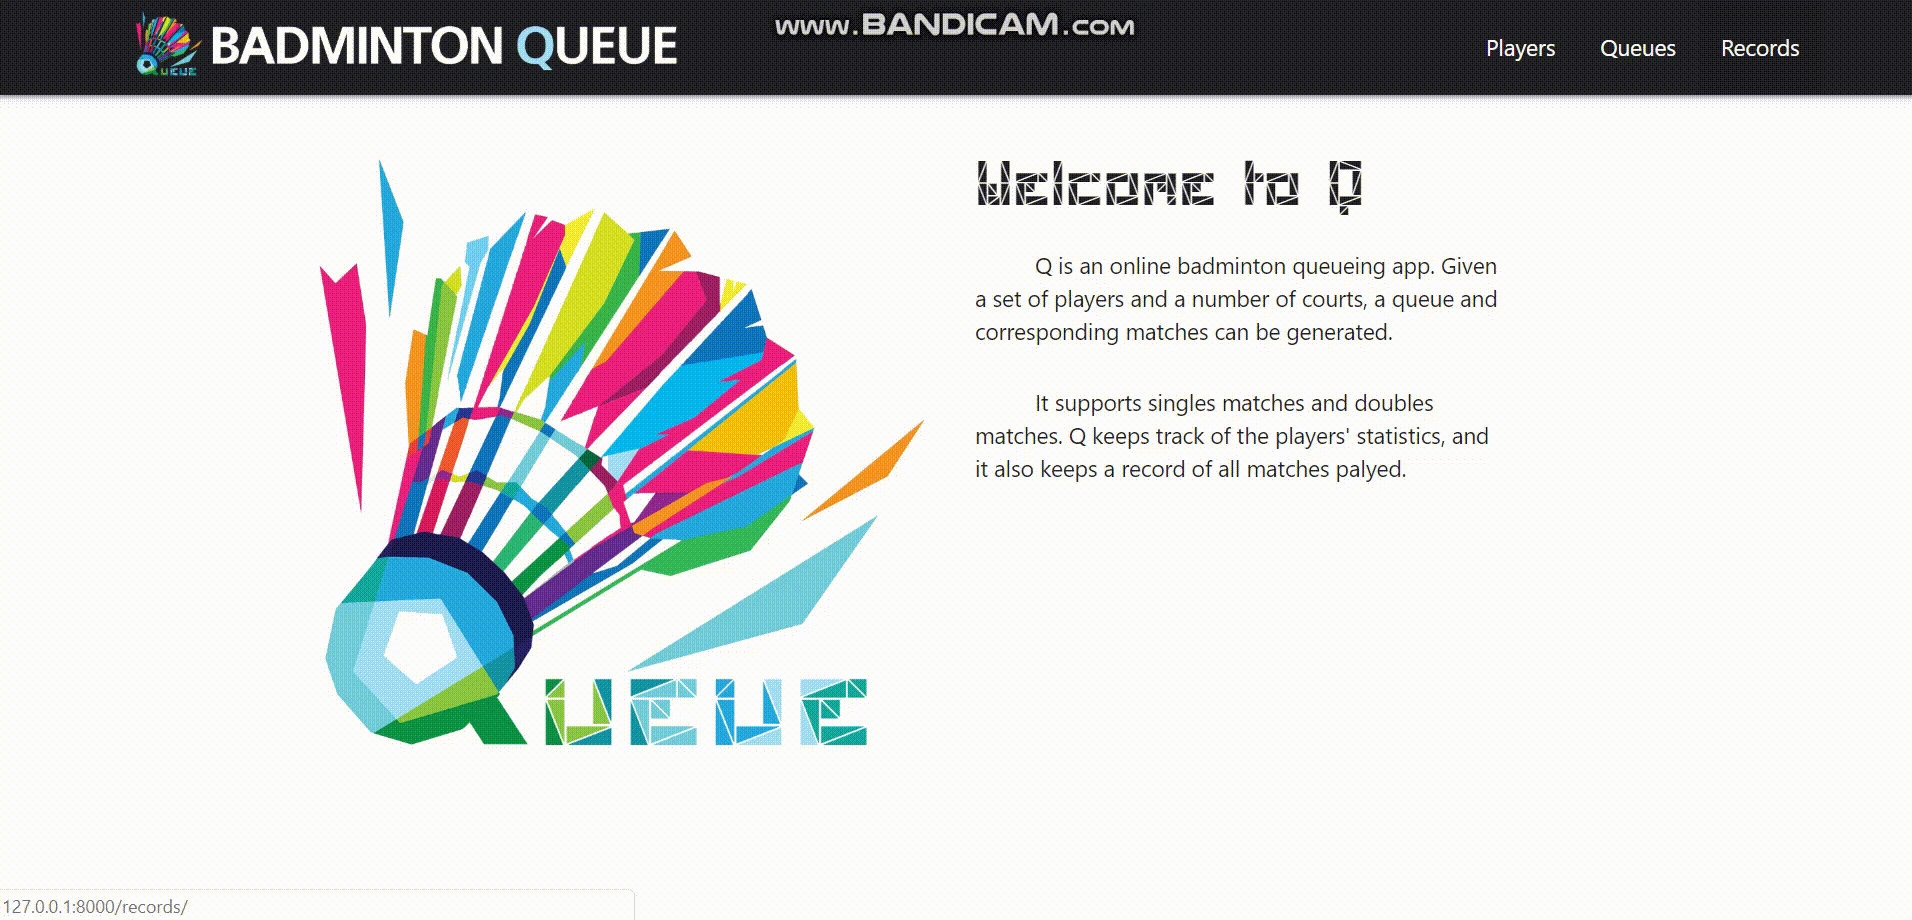 QUEUE
BADMINTON QUEUE
www.BANDICAM.com
Players
Queues
Records
Welcome to Q
Q is an online badminton queueing app. Given
a set of players and a number of courts, a queue and
corresponding matches can be generated.
It supports singles matches and doubles
matches. Q keeps track of the players' statistics, and
it also keeps a record of all matches palyed.
QUEUE
127.0.0.1:8000/records/